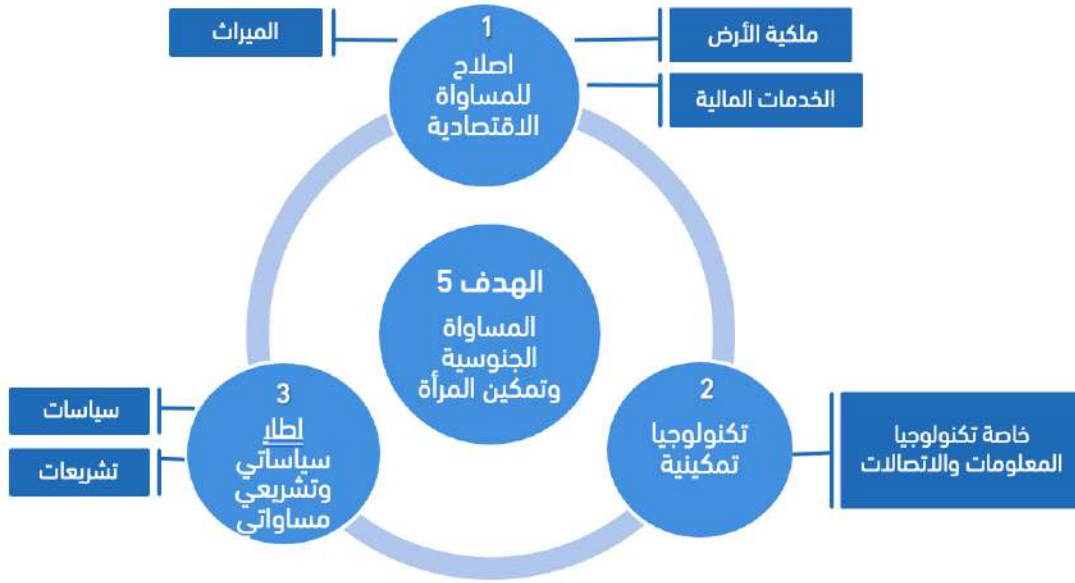 الميراث
1
اصلاح
للمساواة
الاقتصادية
ملكية الأرض
الخدمات المالية
الهدف 5
المساواة
الجنوسية
وتمكين المرأة
2
تكنولوجيا
تمكينية
خاصة تكنولوجيا
المعلومات والاتصالات
3
إطار
سياساتي
وتشريعي
مساواتي
سياسات
تشريعات